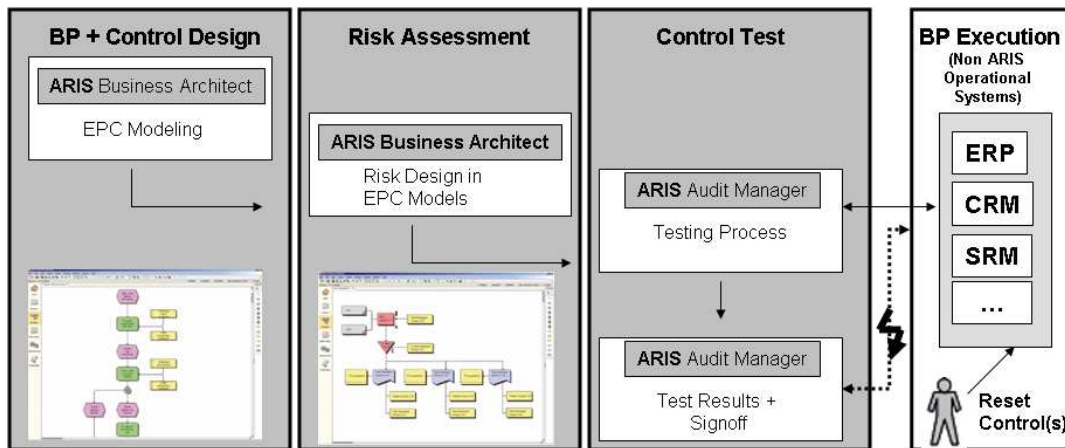 BP + Control Design
ARIS Business Architect
EPC Modeling
Risk Assessment
ARIS Business Architect
Risk Design in
EPC Models
Control Test
ARIS Audit Manager
Testing Process
ARIS Audit Manager
Test Results +
Signoff
BP Execution
(Non ARIS
Operational
Systems)
ERP
CRM
SRM
...
Reset
Control(s)